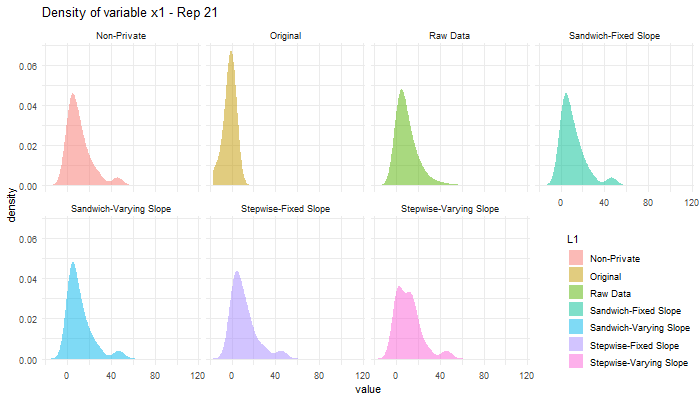 Density of variable x1 - Rep 21
Non-Private Original Raw Data Sandwich-Fixed Slope
0.06
0.04
0.02
0.00
0 40 80 120
Sandwich-Varying Slope Stepwise-Fixed Slope Stepwise-Varying Slope
0.06
0.04
0.02
0.00
0 40 80 120 0 40 80 120 0 40 80 120
density
value
L1
Non-Private
Original
Raw Data
Sandwich-Fixed Slope
Sandwich-Varying Slope
Stepwise-Fixed Slope
Stepwise-Varying Slope